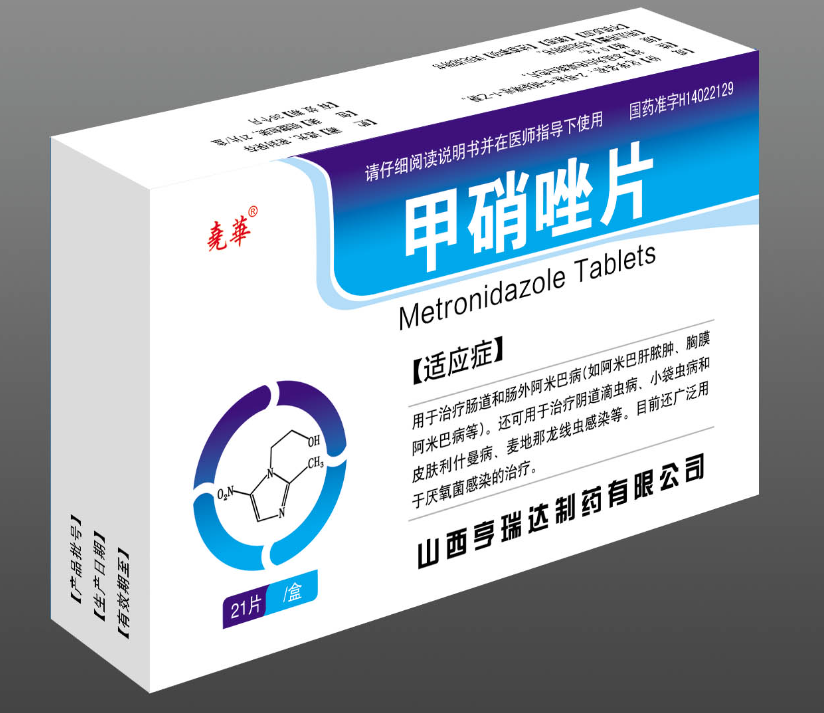 请仔细阅读说明书并在医师指导下使用
国药准字H14022129
堯華®
甲硝唑片
Metronidazole Tablets
【适应症】
用于治疗肠道和肠外阿米巴病(如阿米巴肝脓肿、胸膜
阿米巴病等)。还可用于治疗阴道滴虫病、小袋虫病和
皮肤利什曼病、麦地那龙线虫感染等。目前还广泛用
于厌氧菌感染的治疗。
山西亨瑞达制药有限公司
OH
CH₃
N
O₂N
N
21片/盒
【产品批号】
【生产日期】
【有效期至】